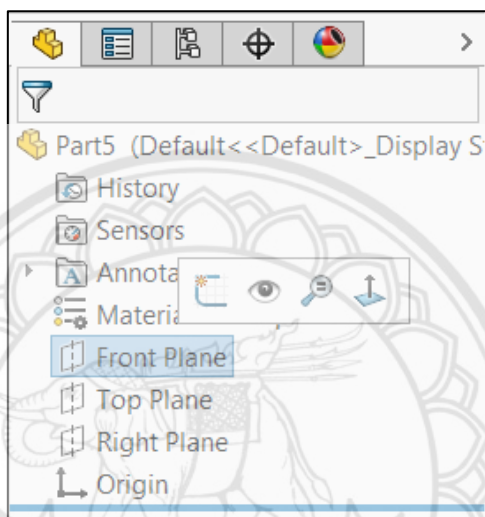 Part5 (Default<<Default>_Display S
History
Sensors
Annota
Materia
Front Plane
Top Plane
Right Plane
Origin